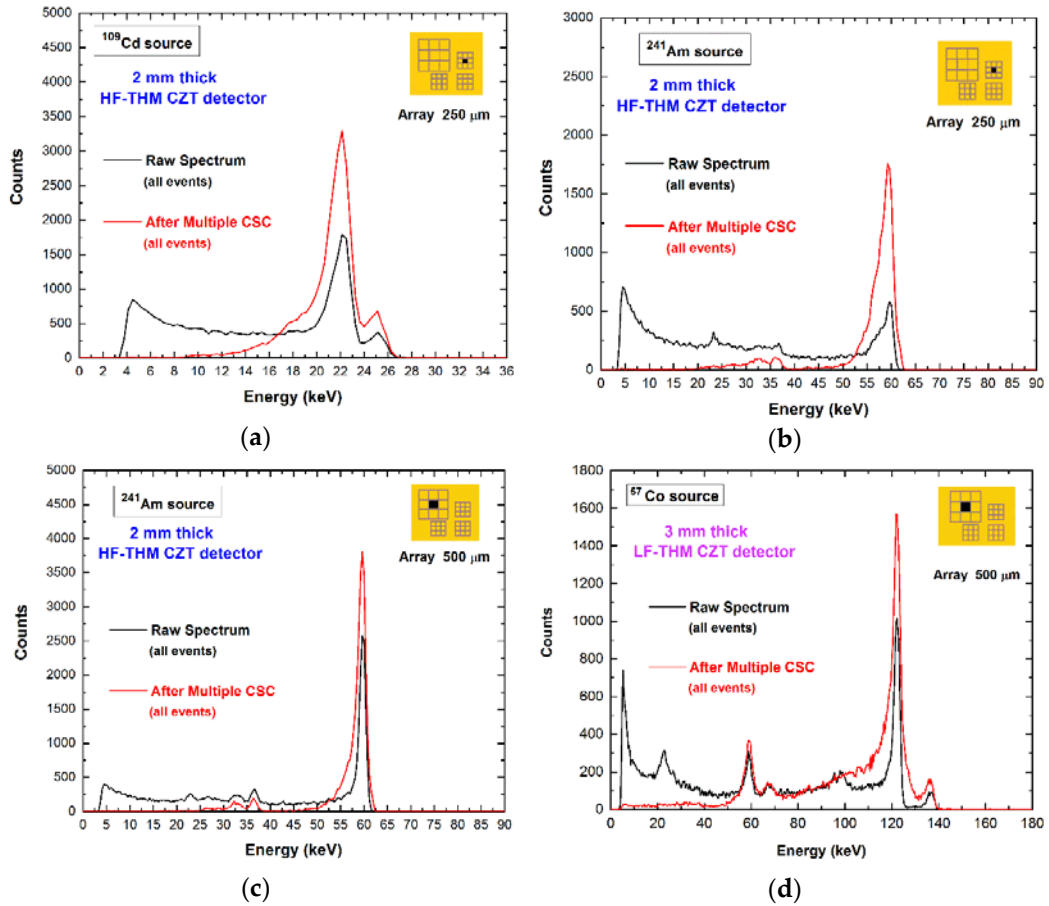 5000
4500
4000
3500
3000
2500
2000
1500
1000
500
0
Counts
¹⁰⁹Cd source
2 mm thick
HF-THM CZT detector
Array 250 μm
Raw Spectrum
(all events)
After Multiple CSC
(all events)
0 2 4 6 8 10 12 14 16 18 20 22 24 26 28 30 32 34 36
Energy (keV)
(a)
3000
2500
2000
1500
1000
500
0
Counts
²⁴¹Am source
2 mm thick
HF-THM CZT detector
Array 250 μm
Raw Spectrum
(all events)
After Multiple CSC
(all events)
0 5 10 15 20 25 30 35 40 45 50 55 60 65 70 75 80 85 90
Energy (keV)
(b)
5000
4500
4000
3500
3000
2500
2000
1500
1000
500
0
Counts
²⁴¹Am source
2 mm thick
HF-THM CZT detector
Array 500 μm
Raw Spectrum
(all events)
After Multiple CSC
(all events)
0 5 10 15 20 25 30 35 40 45 50 55 60 65 70 75 80 85 90
Energy (keV)
(c)
1800
1600
1400
1200
1000
800
600
400
200
0
Counts
⁵⁷Co source
3 mm thick
LF-THM CZT detector
Array 500 μm
Raw Spectrum
(all events)
After Multiple CSC
(all events)
0 20 40 60 80 100 120 140 160 180
Energy (keV)
(d)